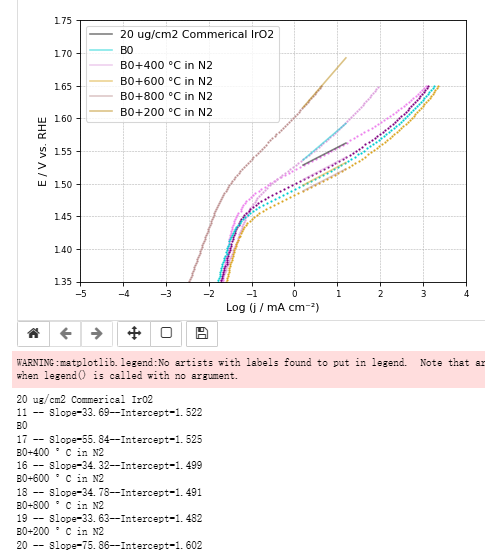 1.75
1.70
1.65
1.60
1.55
1.50
1.45
1.40
1.35
E / V vs. RHE
20 ug/cm2 Commerical IrO2
B0
B0+400 °C in N2
B0+600 °C in N2
B0+800 °C in N2
B0+200 °C in N2
−5 −4 −3 −2 −1 0 1 2 3 4
Log (j / mA cm⁻²)
WARNING:matplotlib.legend:No artists with labels found to put in legend.  Note that ar
when legend() is called with no argument.
20 ug/cm2 Commerical IrO2
11 -- Slope=33.69--Intercept=1.522
B0
17 -- Slope=55.84--Intercept=1.525
B0+400 ° C in N2
16 -- Slope=34.32--Intercept=1.499
B0+600 ° C in N2
18 -- Slope=34.78--Intercept=1.491
B0+800 ° C in N2
19 -- Slope=33.63--Intercept=1.482
B0+200 ° C in N2
20 -- Slope=75.86--Intercept=1.602